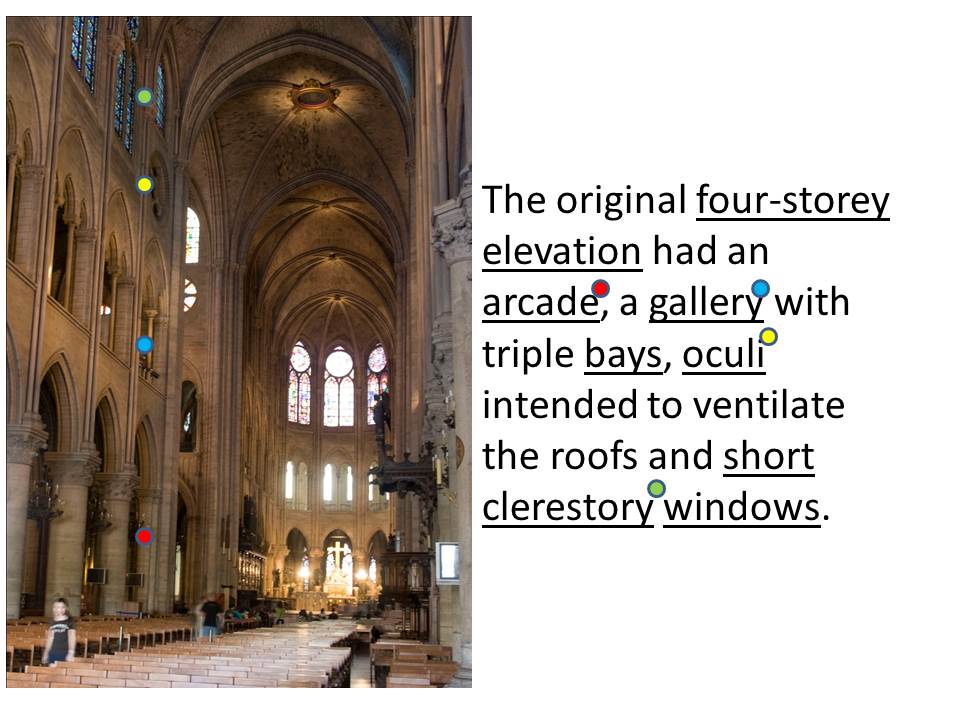 The original four-storey
elevation had an
arcade, a gallery with
triple bays, oculi
intended to ventilate
the roofs and short
clerestory windows.